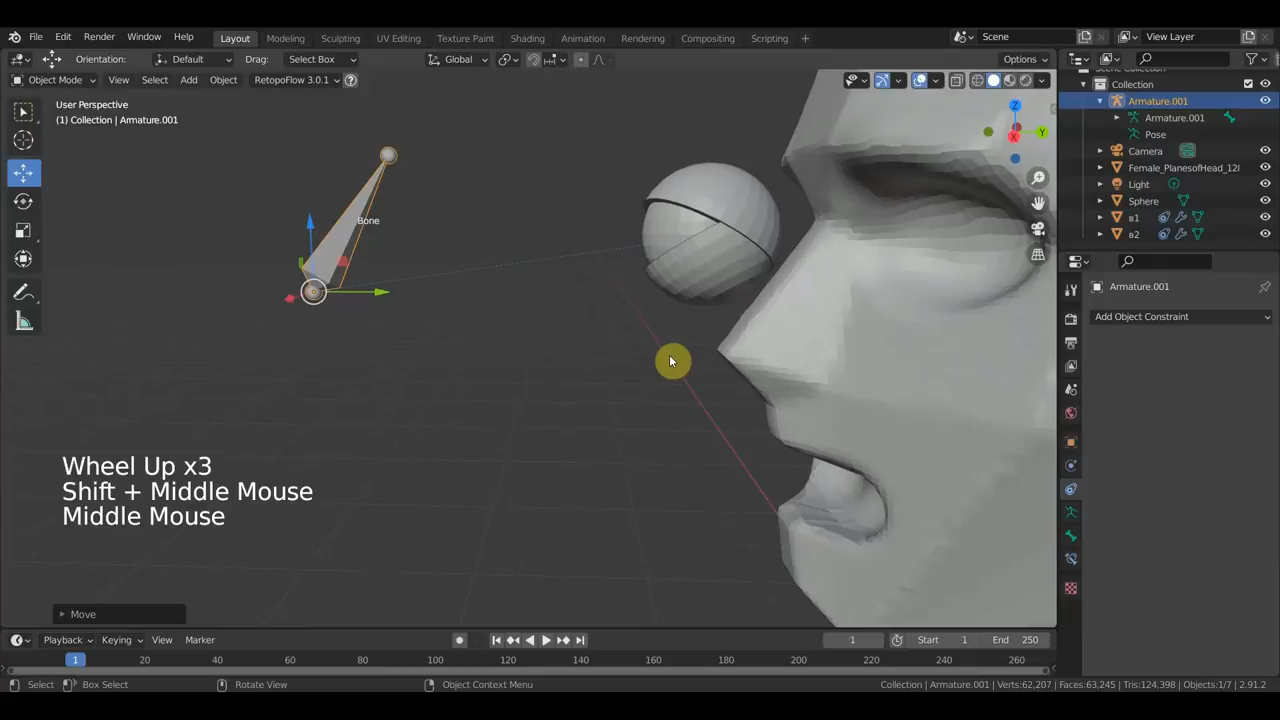 File Edit Render Window Help Layout Modeling Sculpting UV Editing Texture Paint Shading Animation Rendering Compositing Scripting + Scene View Layer
Orientation: Default Drag: Select Box Global Options
Object Mode View Select Add Object RetopoFlow 3.0.1
User Perspective
(1) Collection | Armature.001
Z
Y
X
Bone
Collection
Armature.001
Armature.001
Pose
Camera
Female_PlanesofHead_128
Light
Sphere
в1
в2
Armature.001
Add Object Constraint
Wheel Up x3
Shift + Middle Mouse
Middle Mouse
Move
Playback Keying View Marker 1 Start 1 End 250
1 20 40 60 80 100 120 140 160 180 200 220 240 260
Select Box Select Rotate View Object Context Menu Collection | Armature.001 | Verts:62,207 | Faces:63,245 | Tris:124,398 | Objects:1/7 | 2.91.2